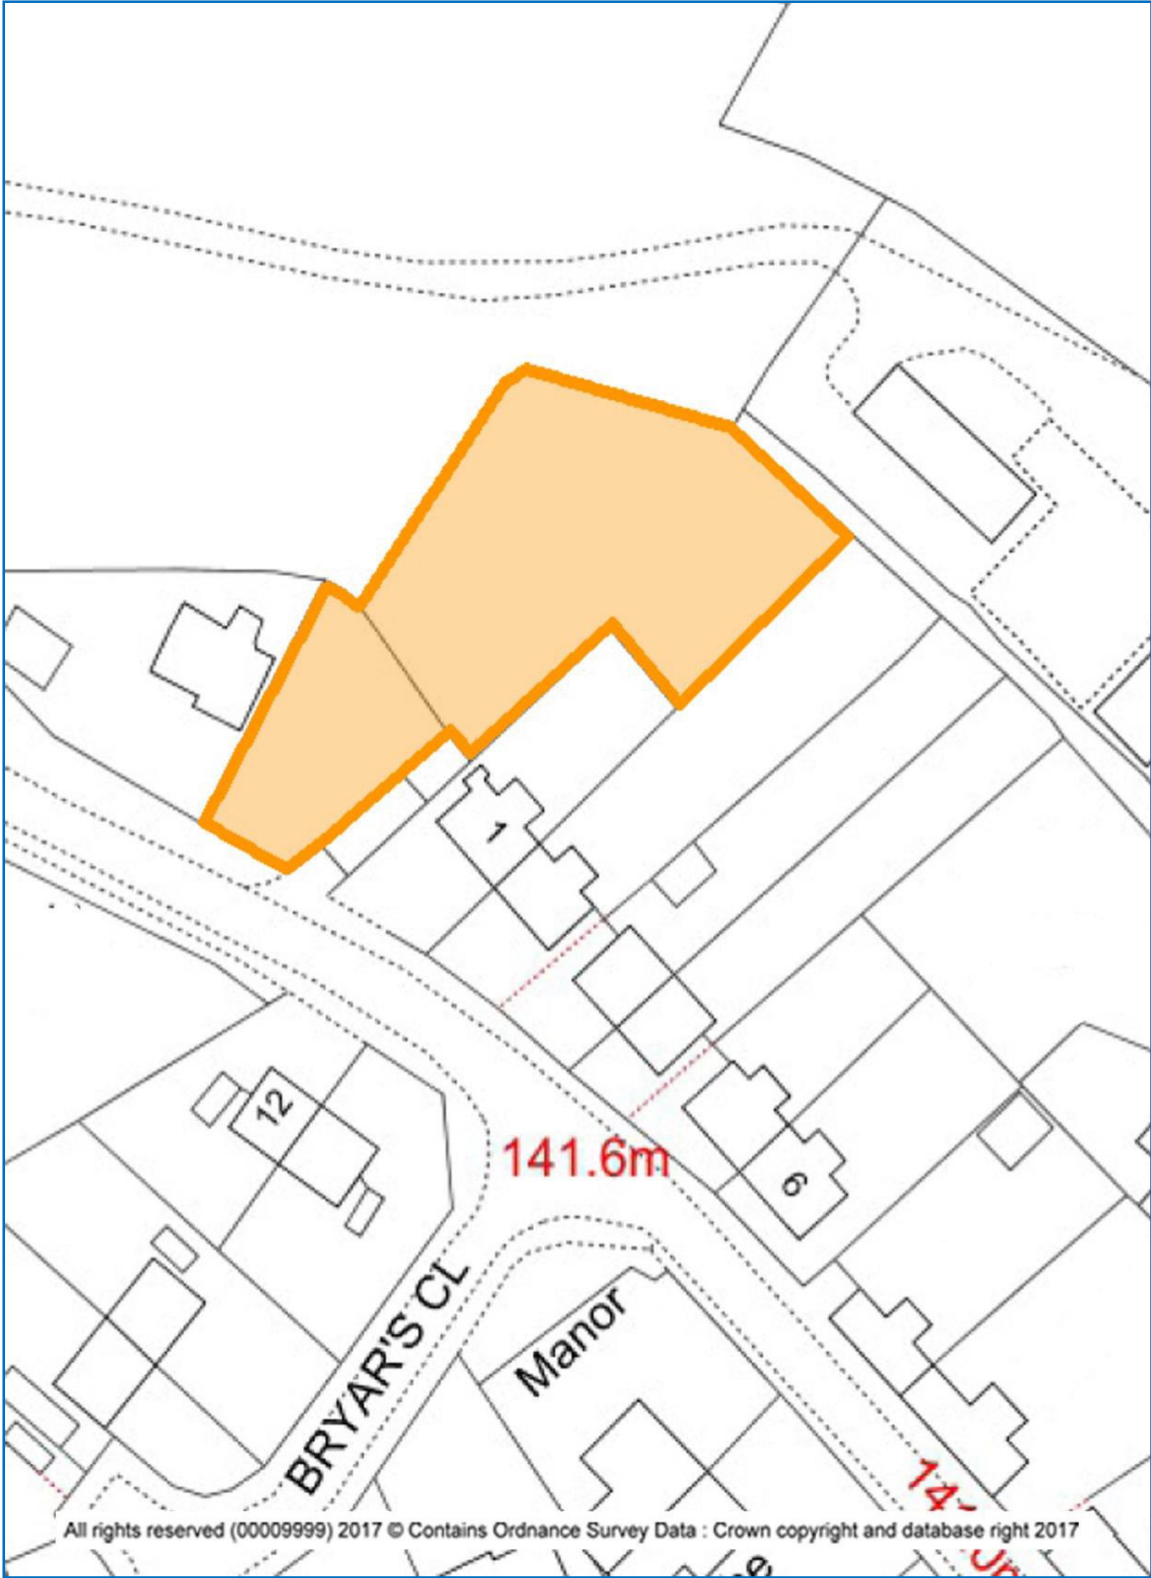 1
12
141.6m
6
BRYAR'S CL
Manor
All rights reserved (00009999) 2017 © Contains Ordnance Survey Data : Crown copyright and database right 2017